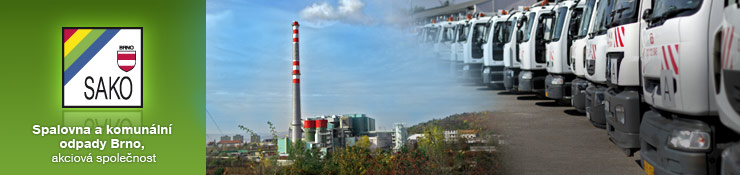 BRNO
SAKO
Spalovna a komunální
odpady Brno,
akciová společnost